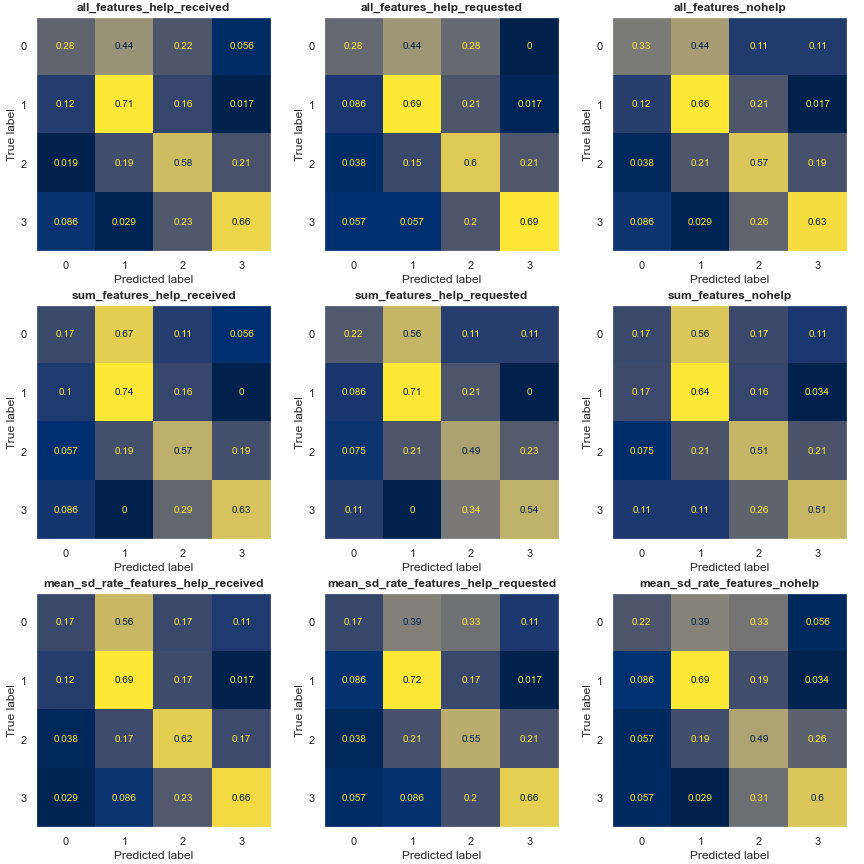 all_features_help_received all_features_help_requested all_features_nohelp
0 0.28 0.44 0.22 0.056 0 0.28 0.44 0.28 0 0 0.33 0.44 0.11 0.11
1 0.12 0.71 0.16 0.017 1 0.086 0.69 0.21 0.017 1 0.12 0.66 0.21 0.017
True label True label True label
2 0.019 0.19 0.58 0.21 2 0.038 0.15 0.6 0.21 2 0.038 0.21 0.57 0.19
3 0.086 0.029 0.23 0.66 3 0.057 0.057 0.2 0.69 3 0.086 0.029 0.26 0.63
0 1 2 3 0 1 2 3 0 1 2 3
Predicted label Predicted label Predicted label
sum_features_help_received sum_features_help_requested sum_features_nohelp
0 0.17 0.67 0.11 0.056 0 0.22 0.56 0.11 0.11 0 0.17 0.56 0.17 0.11
1 0.1 0.74 0.16 0 1 0.086 0.71 0.21 0 1 0.17 0.64 0.16 0.034
True label True label True label
2 0.057 0.19 0.57 0.19 2 0.075 0.21 0.49 0.23 2 0.075 0.21 0.51 0.21
3 0.086 0 0.29 0.63 3 0.11 0 0.34 0.54 3 0.11 0.11 0.26 0.51
0 1 2 3 0 1 2 3 0 1 2 3
Predicted label Predicted label Predicted label
mean_sd_rate_features_help_received mean_sd_rate_features_help_requested mean_sd_rate_features_nohelp
0 0.17 0.56 0.17 0.11 0 0.17 0.39 0.33 0.11 0 0.22 0.39 0.33 0.056
1 0.12 0.69 0.17 0.017 1 0.086 0.72 0.17 0.017 1 0.086 0.69 0.19 0.034
True label True label True label
2 0.038 0.17 0.62 0.17 2 0.038 0.21 0.55 0.21 2 0.057 0.19 0.49 0.26
3 0.029 0.086 0.23 0.66 3 0.057 0.086 0.2 0.66 3 0.057 0.029 0.31 0.6
0 1 2 3 0 1 2 3 0 1 2 3
Predicted label Predicted label Predicted label